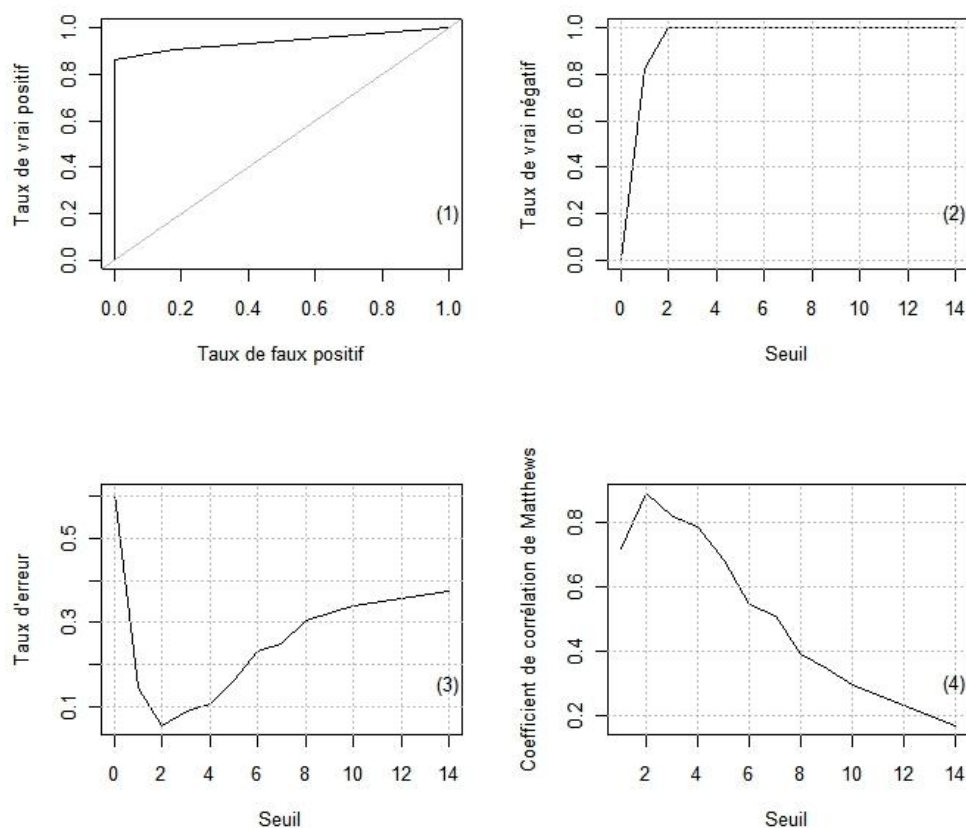 Taux de vrai positif
1.0
0.8
0.6
0.4
0.2
0.0
(1)
0.0 0.2 0.4 0.6 0.8 1.0
Taux de faux positif
Taux de vrai négatif
1.0
0.8
0.6
0.4
0.2
0.0
(2)
0 2 4 6 8 10 12 14
Seuil
Taux d'erreur
0.5
0.3
0.1
(3)
0 2 4 6 8 10 12 14
Seuil
Coefficient de corrélation de Matthews
0.8
0.6
0.4
0.2
(4)
2 4 6 8 10 12 14
Seuil